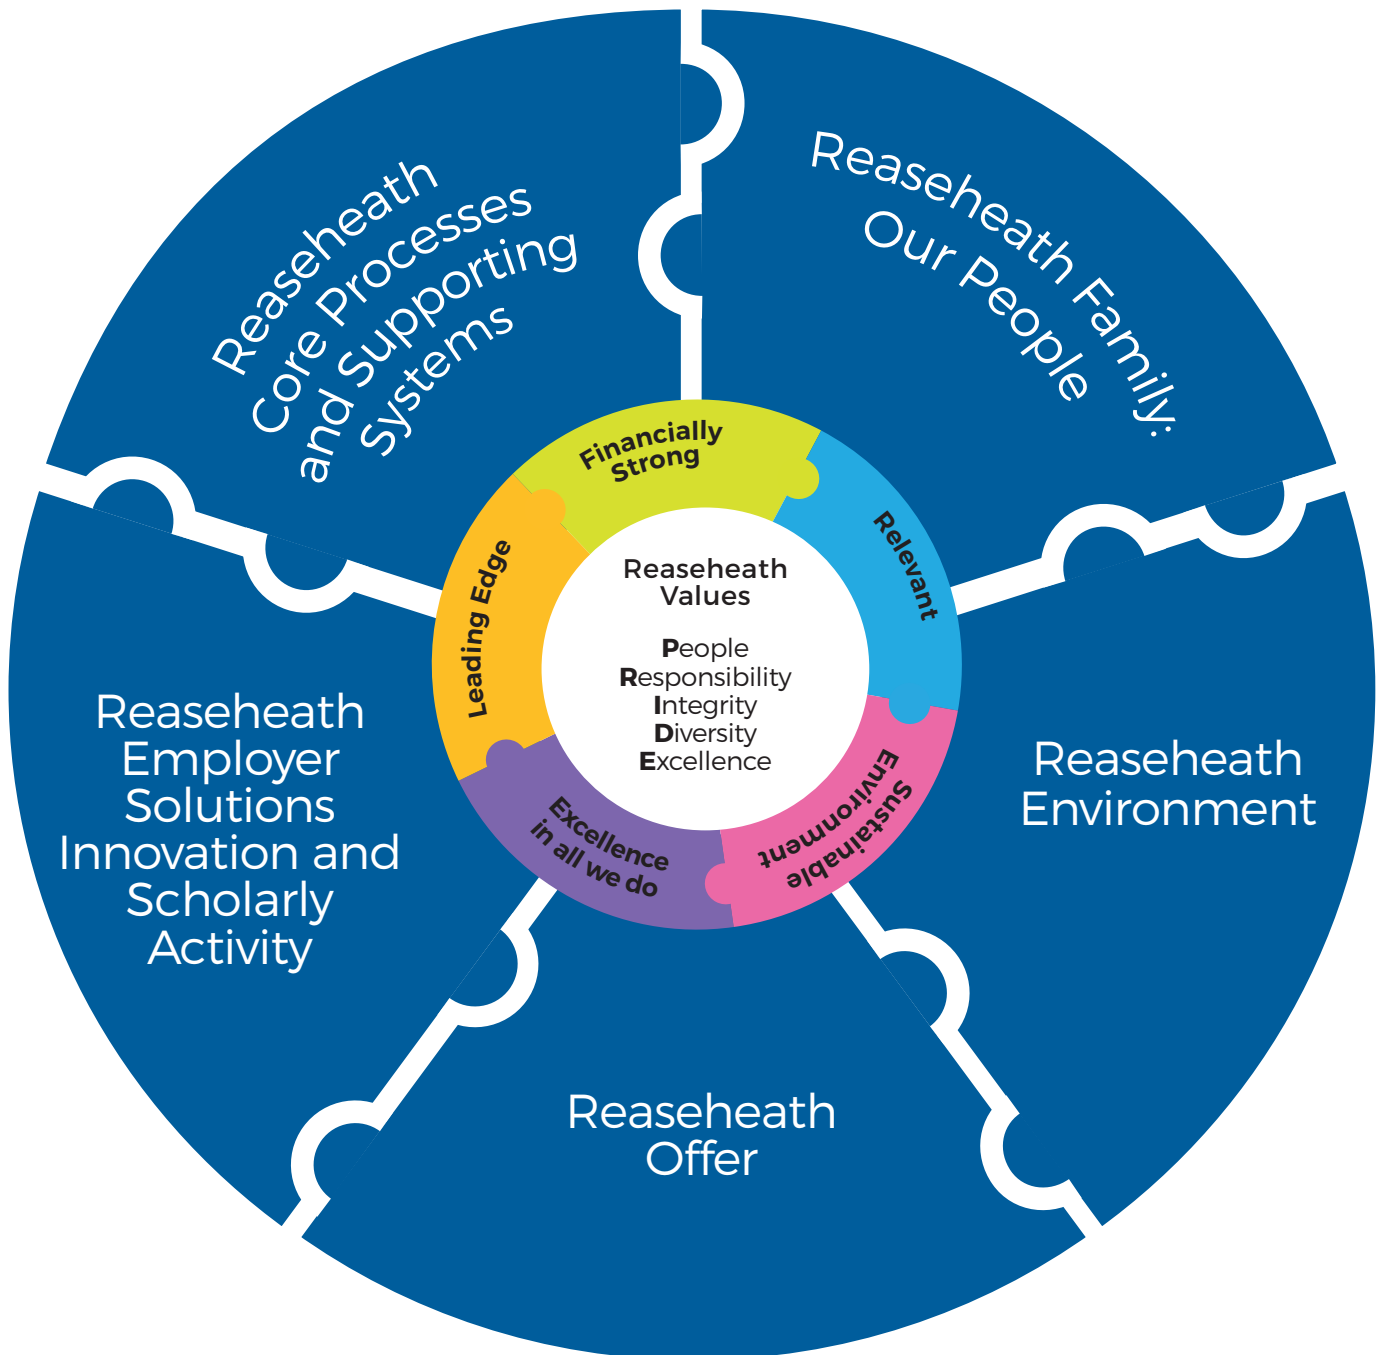 Reaseheath
Core Processes
and Supporting
Systems
Reaseheath Family:
Our People
Financially
Strong
Relevant
Leading Edge
Reaseheath
Values
People
Responsibility
Integrity
Diversity
Excellence
Sustainable
Environment
Excellence
in all we do
Reaseheath
Employer
Solutions
Innovation and
Scholarly
Activity
Reaseheath
Environment
Reaseheath
Offer